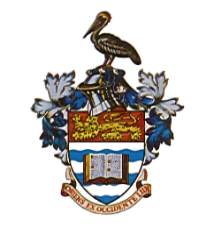 ORIENS EX OCCIDENTE LUX